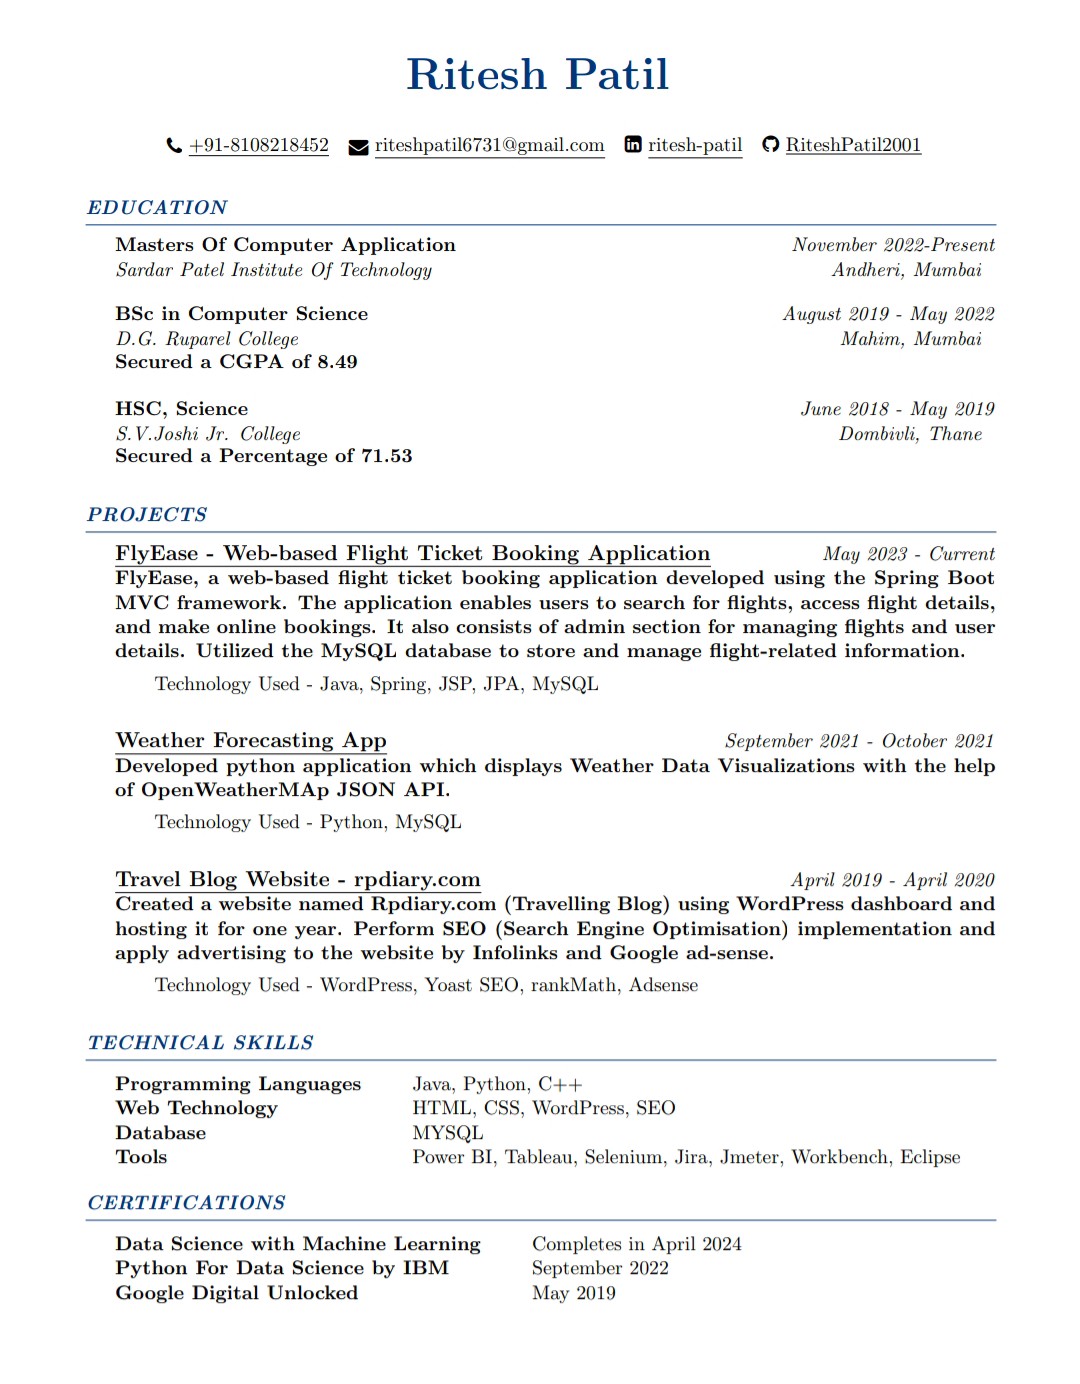 Ritesh Patil
+91-8108218452 riteshpatil6731@gmail.com ritesh-patil RiteshPatil2001
EDUCATION
Masters Of Computer Application November 2022-Present
Sardar Patel Institute Of Technology Andheri, Mumbai
BSc in Computer Science August 2019 - May 2022
D.G. Ruparel College Mahim, Mumbai
Secured a CGPA of 8.49
HSC, Science June 2018 - May 2019
S.V.Joshi Jr. College Dombivli, Thane
Secured a Percentage of 71.53
PROJECTS
FlyEase - Web-based Flight Ticket Booking Application May 2023 - Current
FlyEase, a web-based flight ticket booking application developed using the Spring Boot
MVC framework. The application enables users to search for flights, access flight details,
and make online bookings. It also consists of admin section for managing flights and user
details. Utilized the MySQL database to store and manage flight-related information.
Technology Used - Java, Spring, JSP, JPA, MySQL
Weather Forecasting App September 2021 - October 2021
Developed python application which displays Weather Data Visualizations with the help
of OpenWeatherMAp JSON API.
Technology Used - Python, MySQL
Travel Blog Website - rpdiary.com April 2019 - April 2020
Created a website named Rpdiary.com (Travelling Blog) using WordPress dashboard and
hosting it for one year. Perform SEO (Search Engine Optimisation) implementation and
apply advertising to the website by Infolinks and Google ad-sense.
Technology Used - WordPress, Yoast SEO, rankMath, Adsense
TECHNICAL SKILLS
Programming Languages Java, Python, C++
Web Technology HTML, CSS, WordPress, SEO
Database MYSQL
Tools Power BI, Tableau, Selenium, Jira, Jmeter, Workbench, Eclipse
CERTIFICATIONS
Data Science with Machine Learning Completes in April 2024
Python For Data Science by IBM September 2022
Google Digital Unlocked May 2019